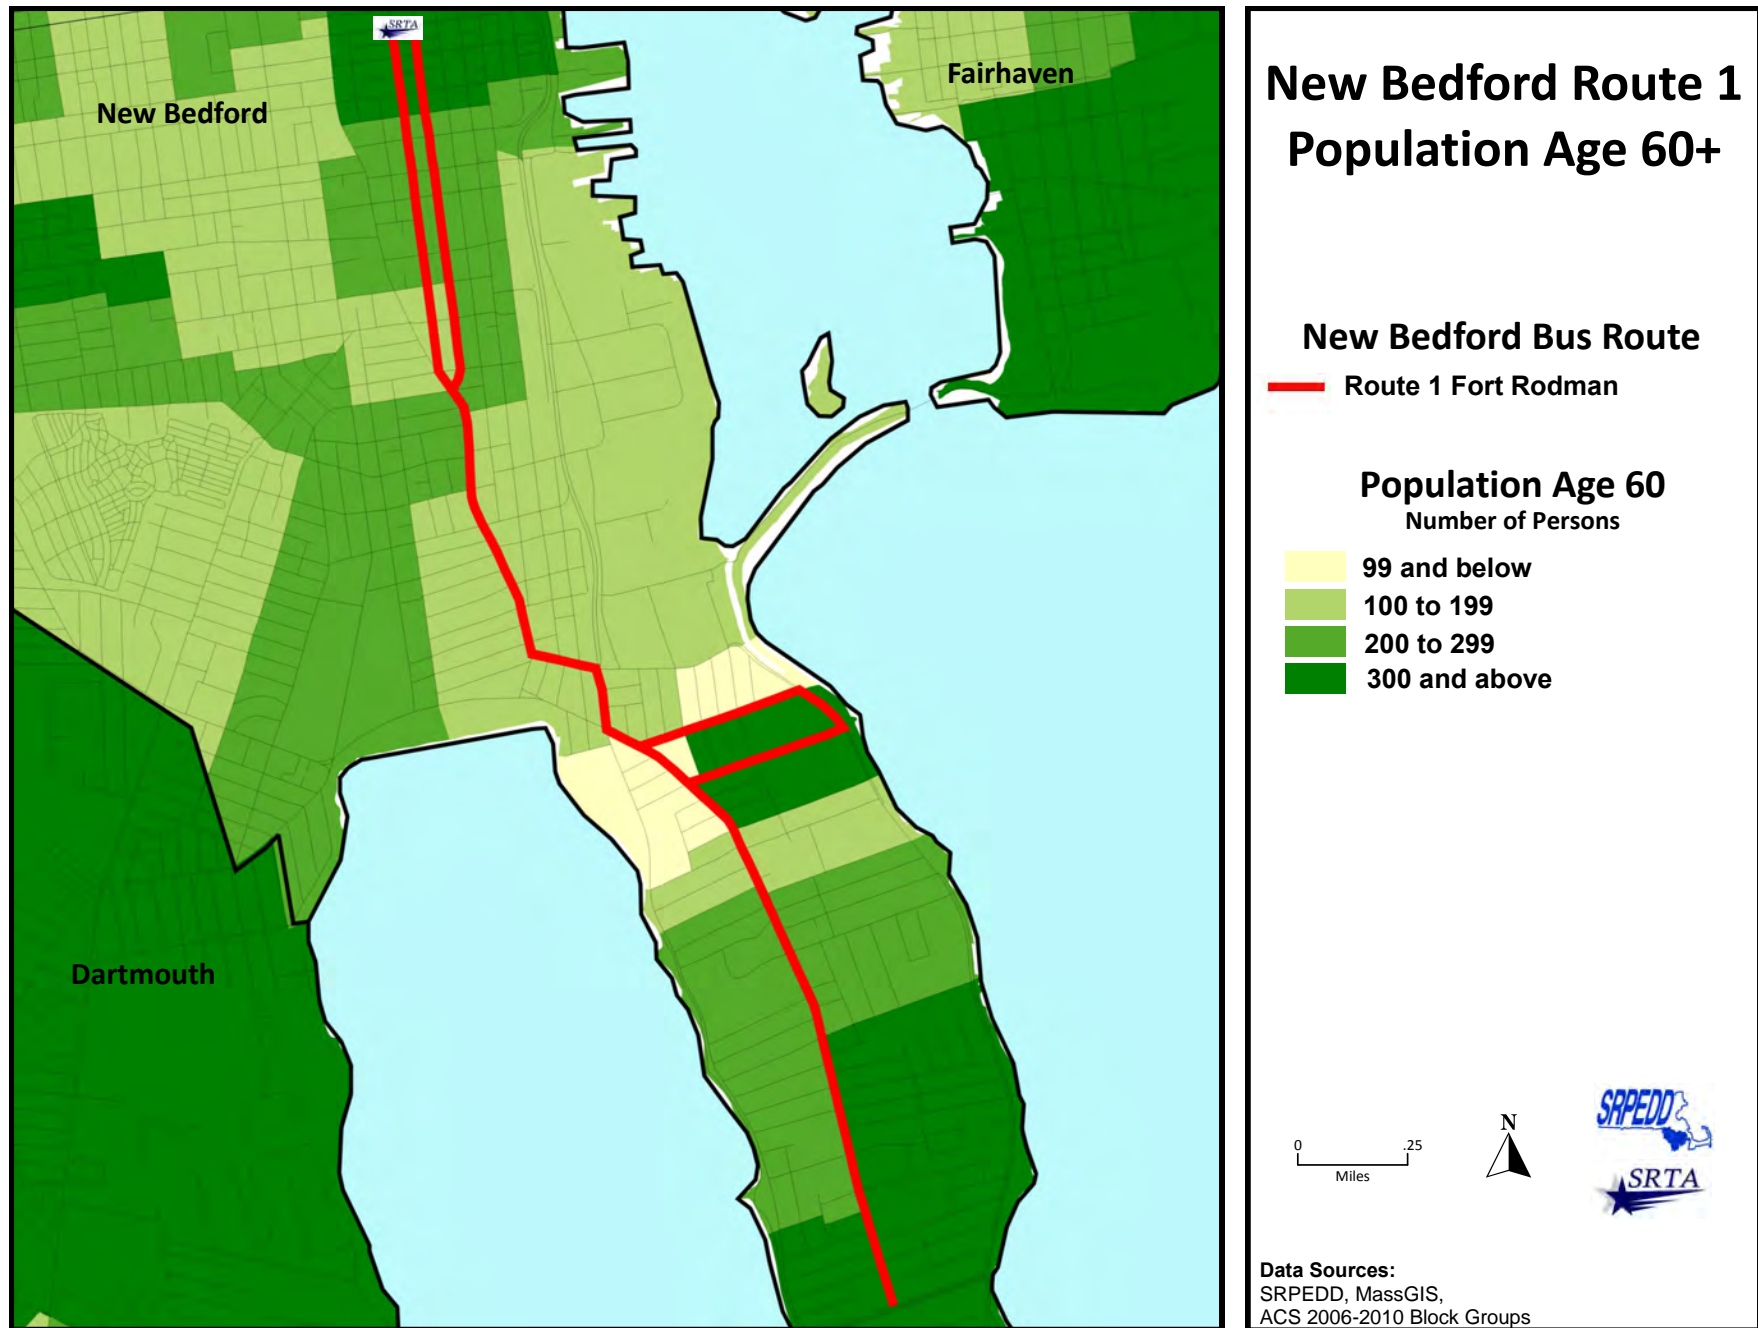 SRTA
New Bedford
Fairhaven
Dartmouth
New Bedford Route 1
Population Age 60+
New Bedford Bus Route
Route 1 Fort Rodman
Population Age 60
Number of Persons
99 and below
100 to 199
200 to 299
300 and above
0 .25
Miles
N
SRPEDD
SRTA
Data Sources:
SRPEDD, MassGIS,
ACS 2006-2010 Block Groups